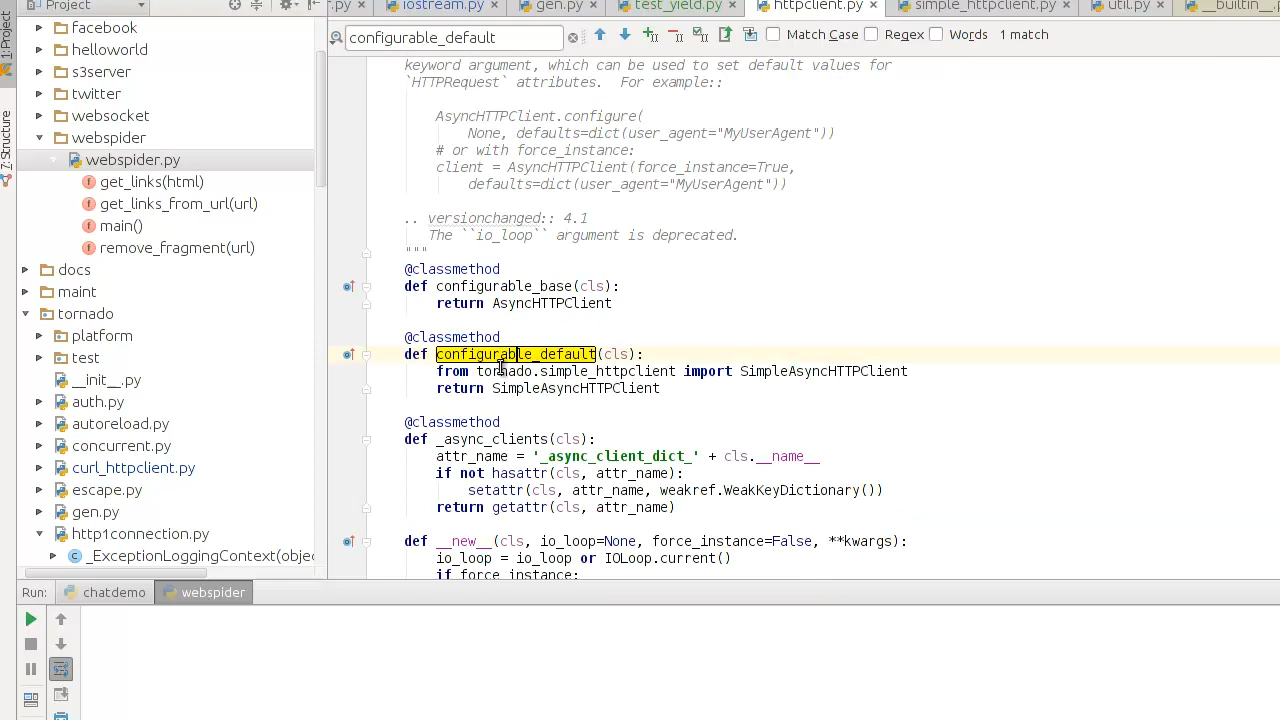 Project
.py
iostream.py
gen.py
test_yield.py
httpclient.py
simple_httpclient.py
util.py
__builtin__.
1: Project
7: Structure
facebook
helloworld
s3server
twitter
websocket
webspider
webspider.py
get_links(html)
get_links_from_url(url)
main()
remove_fragment(url)
docs
maint
tornado
platform
test
__init__.py
auth.py
autoreload.py
concurrent.py
curl_httpclient.py
escape.py
gen.py
http1connection.py
_ExceptionLoggingContext(objec
configurable_default
Match Case
Regex
Words
1 match
keyword argument, which can be used to set default values for
`HTTPRequest` attributes.  For example::
AsyncHTTPClient.configure(
None, defaults=dict(user_agent="MyUserAgent"))
# or with force_instance:
client = AsyncHTTPClient(force_instance=True,
defaults=dict(user_agent="MyUserAgent"))
.. versionchanged:: 4.1
The ``io_loop`` argument is deprecated.
"""
@classmethod
def configurable_base(cls):
return AsyncHTTPClient
@classmethod
def configurable_default(cls):
from tornado.simple_httpclient import SimpleAsyncHTTPClient
return SimpleAsyncHTTPClient
@classmethod
def _async_clients(cls):
attr_name = '_async_client_dict_' + cls.__name__
if not hasattr(cls, attr_name):
setattr(cls, attr_name, weakref.WeakKeyDictionary())
return getattr(cls, attr_name)
def __new__(cls, io_loop=None, force_instance=False, **kwargs):
io_loop = io_loop or IOLoop.current()
if force_instance:
Run:
chatdemo
webspider